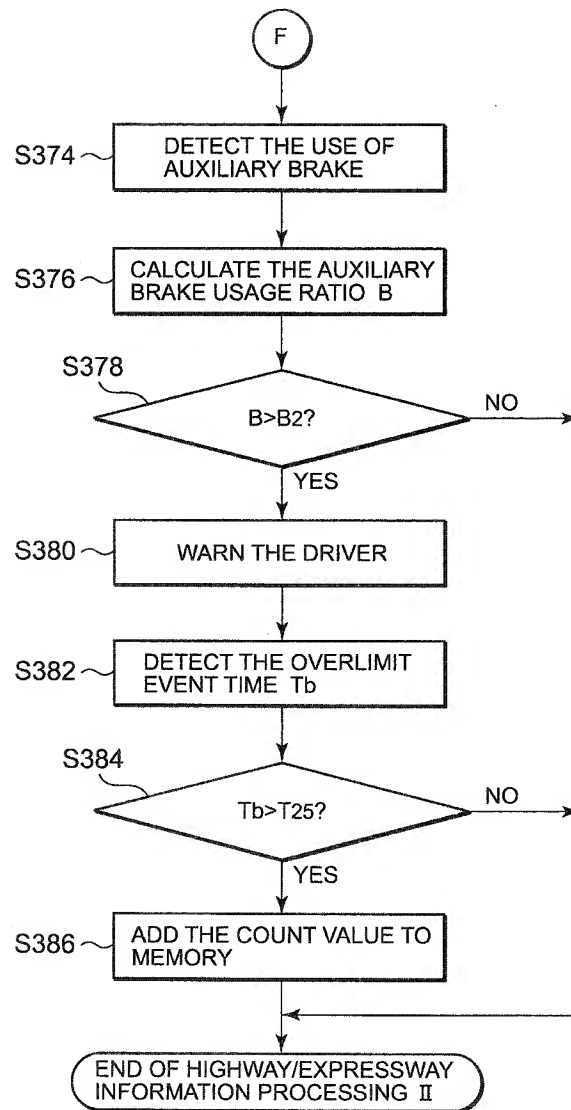 F
S374
DETECT THE USE OF
AUXILIARY BRAKE
S376
CALCULATE THE AUXILIARY
BRAKE USAGE RATIO B
S378
B>B2?
NO
YES
S380
WARN THE DRIVER
S382
DETECT THE OVERLIMIT
EVENT TIME Tb
S384
Tb>T25?
NO
YES
S386
ADD THE COUNT VALUE TO
MEMORY
END OF HIGHWAY/EXPRESSWAY
INFORMATION PROCESSING II